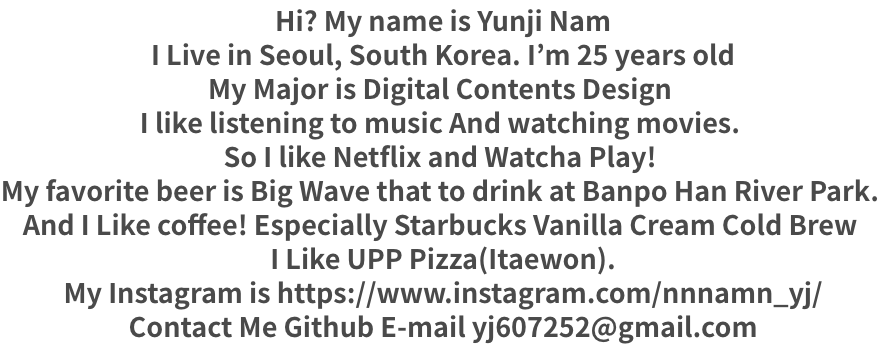 Hi? My name is Yunji Nam
I Live in Seoul, South Korea. I’m 25 years old
My Major is Digital Contents Design
I like listening to music And watching movies.
So I like Netflix and Watcha Play!
My favorite beer is Big Wave that to drink at Banpo Han River Park.
And I Like coffee! Especially Starbucks Vanilla Cream Cold Brew
I Like UPP Pizza(Itaewon).
My Instagram is https://www.instagram.com/nnnamn_yj/
Contact Me Github E-mail yj607252@gmail.com